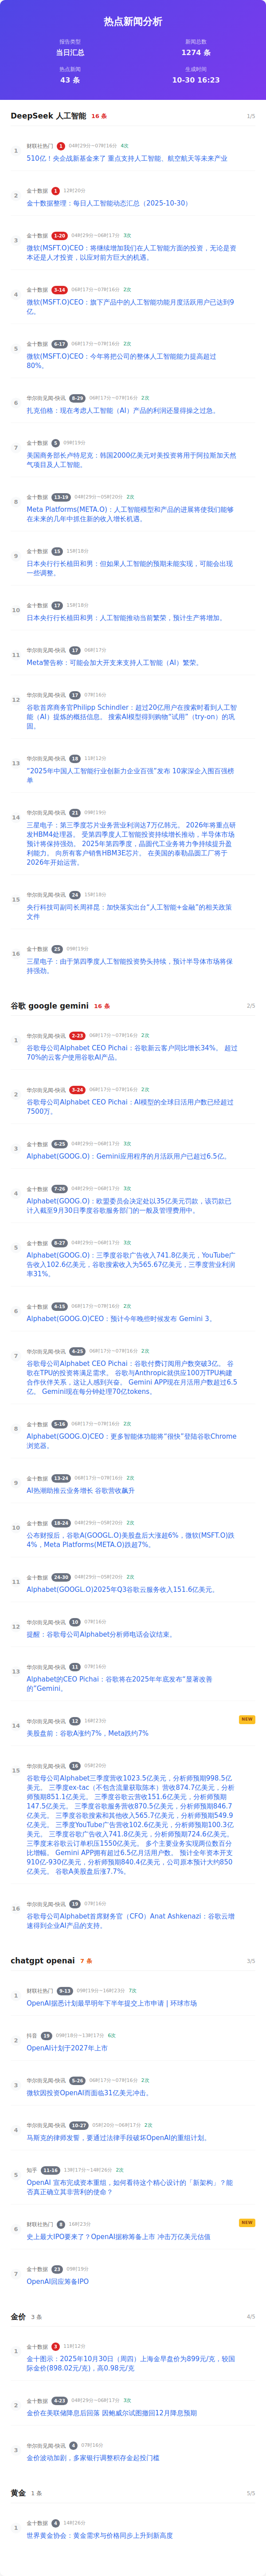 热点新闻分析
报告类型
新闻总数
当日汇总
1274 条
热点新闻
生成时间
43 条
10-30 16:23
DeepSeek 人工智能 16 条 1/5
1 财联社热门 1 04时29分~07时16分 4次
510亿！央企战新基金来了 重点支持人工智能、航空航天等未来产业
2 金十数据 1 12时20分
金十数据整理：每日人工智能动态汇总（2025-10-30）
3 金十数据 1-20 04时29分~06时17分 3次
微软(MSFT.O)CEO：将继续增加我们在人工智能方面的投资，无论是资
本还是人才投资，以应对前方巨大的机遇。
4 金十数据 3-14 06时17分~07时16分 2次
微软(MSFT.O)CEO：旗下产品中的人工智能功能月度活跃用户已达到9
亿。
5 金十数据 6-17 06时17分~07时16分 2次
微软(MSFT.O)CEO：今年将把公司的整体人工智能能力提高超过
80%。
6 华尔街见闻-快讯 8-29 06时17分~07时16分 2次
扎克伯格：现在考虑人工智能（AI）产品的利润还显得操之过急。
7 金十数据 5 09时19分
美国商务部长卢特尼克：韩国2000亿美元对美投资将用于阿拉斯加天然
气项目及人工智能。
8 金十数据 13-19 04时29分~05时20分 2次
Meta Platforms(META.O)：人工智能模型和产品的进展将使我们能够
在未来的几年中抓住新的收入增长机遇。
9 金十数据 15 15时18分
日本央行行长植田和男：但如果人工智能的预期未能实现，可能会出现
一些调整。
10 金十数据 17 15时18分
日本央行行长植田和男：人工智能推动当前繁荣，预计生产将增加。
11 华尔街见闻-快讯 17 06时17分
Meta警告称：可能会加大开支来支持人工智能（AI）繁荣。
12 华尔街见闻-快讯 17 07时16分
谷歌首席商务官Philipp Schindler：超过20亿用户在搜索时看到人工智
能（AI）提炼的概括信息。 搜索AI模型得到购物“试用”（try-on）的巩
固。
13 华尔街见闻-快讯 18 11时12分
“2025年中国人工智能行业创新力企业百强”发布 10家深企入围百强榜
单
14 华尔街见闻-快讯 21 09时19分
三星电子：第三季度芯片业务营业利润达7万亿韩元。 2026年将重点研
发HBM4处理器。 受第四季度人工智能投资持续增长推动，半导体市场
预计将保持强劲。 2025年第四季度，晶圆代工业务将力争持续提升盈
利能力。 向所有客户销售HBM3E芯片。 在美国的泰勒晶圆工厂将于
2026年开始运营。
15 华尔街见闻-快讯 24 15时18分
央行科技司副司长周祥昆：加快落实出台“人工智能+金融”的相关政策
文件
16 金十数据 25 09时19分
三星电子：由于第四季度人工智能投资势头持续，预计半导体市场将保
持强劲。
谷歌 google gemini 16 条 2/5
1 华尔街见闻-快讯 2-23 06时17分~07时16分 2次
谷歌母公司Alphabet CEO Pichai：谷歌新云客户同比增长34%。 超过
70%的云客户使用谷歌AI产品。
2 华尔街见闻-快讯 3-24 06时17分~07时16分 2次
谷歌母公司Alphabet CEO Pichai：AI模型的全球日活用户数已经超过
7500万。
3 金十数据 6-25 04时29分~06时17分 3次
Alphabet(GOOG.O)：Gemini应用程序的月活跃用户已超过6.5亿。
4 金十数据 7-26 04时29分~06时17分 3次
Alphabet(GOOG.O)：欧盟委员会决定处以35亿美元罚款，该罚款已
计入截至9月30日季度谷歌服务部门的一般及管理费用中。
5 金十数据 8-27 04时29分~06时17分 3次
Alphabet(GOOG.O)：三季度谷歌广告收入741.8亿美元，YouTube广
告收入102.6亿美元，谷歌搜索收入为565.67亿美元，三季度营业利润
率31%。
6 金十数据 4-15 06时17分~07时16分 2次
Alphabet(GOOG.O)CEO：预计今年晚些时候发布 Gemini 3。
7 华尔街见闻-快讯 4-25 06时17分~07时16分 2次
谷歌母公司Alphabet CEO Pichai：谷歌付费订阅用户数突破3亿。 谷
歌在TPU的投资将满足需求。 谷歌与Anthropic就供应100万TPU构建
合作伙伴关系，这让人感到兴奋。 Gemini APP现在月活用户数超过6.5
亿。 Gemini现在每分钟处理70亿tokens。
8 金十数据 5-16 06时17分~07时16分 2次
Alphabet(GOOG.O)CEO：更多智能体功能将“很快”登陆谷歌Chrome
浏览器。
9 金十数据 13-24 06时17分~07时16分 2次
AI热潮助推云业务增长 谷歌营收飙升
10 金十数据 18-24 04时29分~05时20分 2次
公布财报后，谷歌A(GOOGL.O)美股盘后大涨超6%，微软(MSFT.O)跌
4%，Meta Platforms(META.O)跌超7%。
11 金十数据 24-30 04时29分~05时20分 2次
Alphabet(GOOGL.O)2025年Q3谷歌云服务收入151.6亿美元。
12 华尔街见闻-快讯 10 07时16分
提醒：谷歌母公司Alphabet分析师电话会议结束。
13 华尔街见闻-快讯 11 07时16分
Alphabet的CEO Pichai：谷歌将在2025年年底发布“显著改善
的”Gemini。
14 华尔街见闻-快讯 12 16时23分 NEW
美股盘前：谷歌A涨约7%，Meta跌约7%
15 华尔街见闻-快讯 16 05时20分
谷歌母公司Alphabet三季度营收1023.5亿美元，分析师预期998.5亿
美元。 三季度ex-tac（不包含流量获取陈本）营收874.7亿美元，分析
师预期851.1亿美元。 三季度谷歌云营收151.6亿美元，分析师预期
147.5亿美元。 三季度谷歌服务营收870.5亿美元，分析师预期846.7
亿美元。 三季度谷歌搜索和其他收入565.7亿美元，分析师预期549.9
亿美元。 三季度YouTube广告营收102.6亿美元，分析师预期100.3亿
美元。 三季度谷歌广告收入741.8亿美元，分析师预期724.6亿美元。
三季度末谷歌云订单积压1550亿美元。 多个主要业务实现两位数百分
比增幅。 Gemini APP拥有超过6.5亿月活用户数。 预计全年资本开支
910亿-930亿美元，分析师预期840.4亿美元，公司原本预计大约850
亿美元。 谷歌A美股盘后涨7.7%。
16 华尔街见闻-快讯 19 07时16分
谷歌母公司Alphabet首席财务官（CFO）Anat Ashkenazi：谷歌云增
速得到企业AI产品的支持。
chatgpt openai 7 条 3/5
1 财联社热门 9-13 09时19分~16时23分 7次
OpenAI据悉计划最早明年下半年提交上市申请 | 环球市场
2 抖音 19 09时18分~13时17分 6次
OpenAI计划于2027年上市
3 华尔街见闻-快讯 5-26 06时17分~07时16分 2次
微软因投资OpenAI而面临31亿美元冲击。
4 华尔街见闻-快讯 10-27 05时20分~06时17分 2次
马斯克的律师发誓，要通过法律手段破坏OpenAI的重组计划。
5 知乎 11-16 13时17分~14时26分 2次
OpenAI 宣布完成资本重组，如何看待这个精心设计的「新架构」？能
否真正确立其非营利的使命？
6 财联社热门 8 16时23分 NEW
史上最大IPO要来了？OpenAI据称筹备上市 冲击万亿美元估值
7 金十数据 21 09时19分
OpenAI回应筹备IPO
金价 3 条 4/5
1 金十数据 3 12时12分
金十图示：2025年10月30日（周四）上海金早盘价为899元/克，较国
际金价(898.02元/克)，高0.98元/克
2 金十数据 4-23 04时29分~06时17分 3次
金价在美联储降息后回落 因鲍威尔试图撤回12月降息预期
3 华尔街见闻-快讯 4 07时16分
金价波动加剧，多家银行调整积存金起投门槛
黄金 1 条 5/5
1 金十数据 4 14时26分
世界黄金协会：黄金需求与价格同步上升到新高度